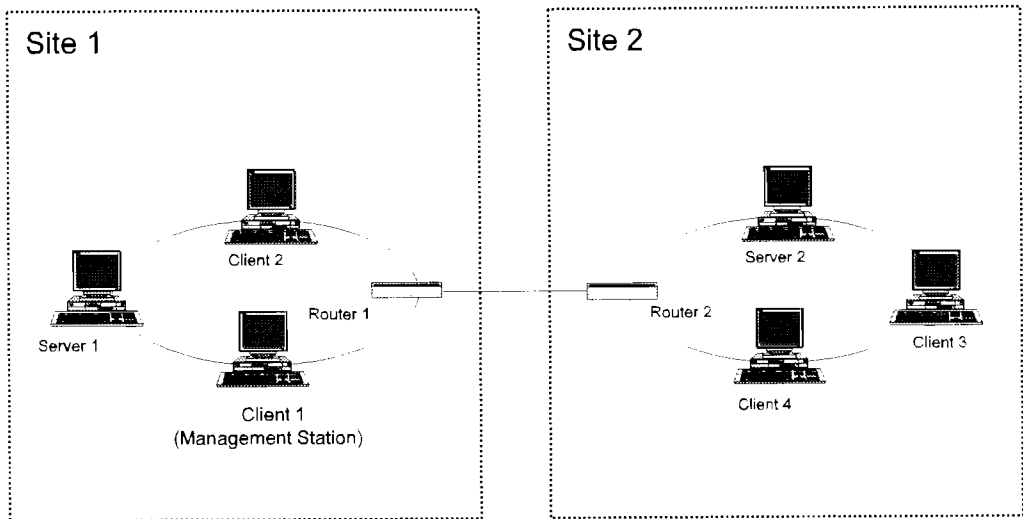 Site 1
Site 2
Client 2
Server 2
Server 1
Router 1
Router 2
Client 3
Client 1
(Management Station)
Client 4